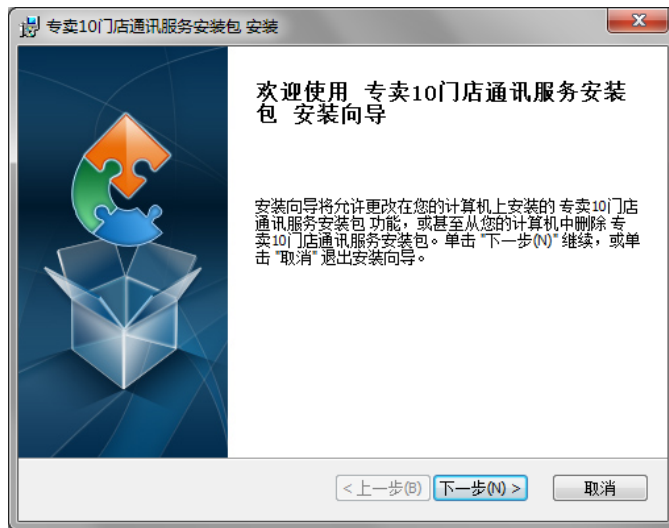 专卖10门店通讯服务安装包 安装
欢迎使用 专卖10门店通讯服务安装
包 安装向导
安装向导将允许更改在您的计算机上安装的 专卖10门店
通讯服务安装包 功能，或甚至从您的计算机中删除 专
卖10门店通讯服务安装包。单击 "下一步(N)" 继续，或单
击 "取消" 退出安装向导。
< 上一步(B) 下一步(N) > 取消